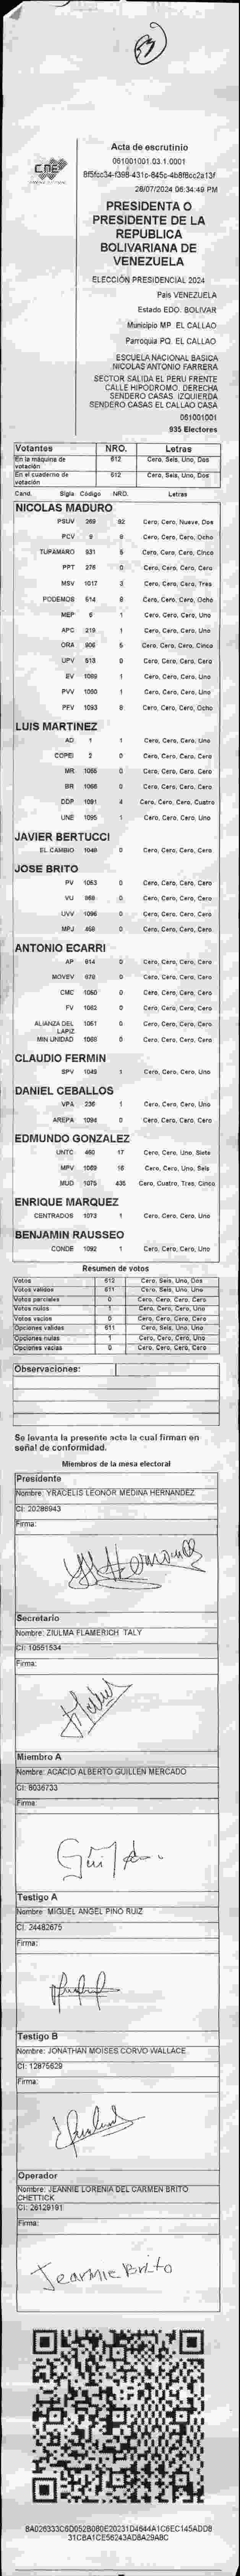 Acta de escrutinio
061001001.03.1.0001
CNE
28/07/2024 06:34:49 PM
PRESIDENTA O
PRESIDENTE DE LA
REPUBLICA
BOLIVARIANA DE
VENEZUELA
ELECCIÓN PRESIDENCIAL 2024
Pais VENEZUELA
Estado EDO. BOLIVAR
Municipio MP. EL CALLAO
Parroquia PQ. EL CALLAO
ESCUELA NACIONAL BASICA
NICOLAS ANTONIO FARRERA
SECTOR SALIDA EL PERU FRENTE
CALLE HIPODROMO. DERECHA
SENDERO CASAS. IZQUIERDA
SENDERO CASAS EL CALLAO CASA
061001001
935 Electores
Votantes NRO. Letras
En la máquina de votación 612 Cero, Seis, Uno, Dos
En el cuaderno de votación 612 Cero, Seis, Uno, Dos
Cand. Sigla Código NRO. Letras
NICOLAS MADURO
PSUV 269 92 Cero, Cero, Nueve, Dos
PCV 8 Cero, Cero, Cero, Ocho
TUPAMARO 931 5 Cero, Cero, Cero, Cinco
PPT 276 0 Cero, Cero, Cero, Cero
MSV 1017 3 Cero, Cero, Cero, Tres
PODEMOS 514 8 Cero, Cero, Cero, Ocho
MEP 6 1 Cero, Cero, Cero, Uno
APC 219 1 Cero, Cero, Cero, Uno
ORA 906 5 Cero, Cero, Cero, Cinco
UPV 513 0 Cero, Cero, Cero, Cero
EV 1089 1 Cero, Cero, Cero, Uno
PVV 1090 1 Cero, Cero, Cero, Uno
PFV 1093 8 Cero, Cero, Cero, Ocho
LUIS MARTINEZ
AD 1 1 Cero, Cero, Cero, Uno
COPEI 2 0 Cero, Cero, Cero, Cero
MR 1055 0 Cero, Cero, Cero, Cero
BR 1066 0 Cero, Cero, Cero, Cero
DDP 1091 4 Cero, Cero, Cero, Cuatro
UNE 1095 1 Cero, Cero, Cero, Uno
JAVIER BERTUCCI
EL CAMBIO 1048 0 Cero, Cero, Cero, Cero
JOSE BRITO
PV 1053 0 Cero, Cero, Cero, Cero
VU 968 0 Cero, Cero, Cero, Cero
UVV 1096 0 Cero, Cero, Cero, Cero
MPJ 458 0 Cero, Cero, Cero, Cero
ANTONIO ECARRI
AP 914 0 Cero, Cero, Cero, Cero
MOVEV 678 0 Cero, Cero, Cero, Cero
CMC 1050 0 Cero, Cero, Cero, Cero
FV 1062 0 Cero, Cero, Cero, Cero
ALIANZA DEL LAPIZ 1051 0 Cero, Cero, Cero, Cero
MIN UNIDAD 1068 0 Cero, Cero, Cero, Cero
CLAUDIO FERMIN
SPV 1049 1 Cero, Cero, Cero, Uno
DANIEL CEBALLOS
VPA 236 1 Cero, Cero, Cero, Uno
AREPA 1094 0 Cero, Cero, Cero, Cero
EDMUNDO GONZALEZ
UNTC 460 17 Cero, Cero, Uno, Siete
MPV 1069 16 Cero, Cero, Uno, Seis
MUD 1075 435 Cero, Cuatro, Tres, Cinco
ENRIQUE MARQUEZ
CENTRADOS 1073 1 Cero, Cero, Cero, Uno
BENJAMIN RAUSSEO
CONDE 1092 1 Cero, Cero, Cero, Uno
Resumen de votos
Votos 612 Cero, Seis, Uno, Dos
Votos validos 611 Cero, Seis, Uno, Uno
Votos parciales 0 Cero, Cero, Cero, Cero
Votos nulos 1 Cero, Cero, Cero, Uno
Votos vacios 0 Cero, Cero, Cero, Cero
Opciones validas 611 Cero, Seis, Uno, Uno
Opciones nulas 1 Cero, Cero, Cero, Uno
Opciones vacias 0 Cero, Cero, Cero, Cero
Observaciones:
Se levanta la presente acta la cual firman en
señal de conformidad.
Miembros de la mesa electoral
Presidente
Nombre: YRACELIS LEONOR MEDINA HERNANDEZ
CI: 20286943
Firma:
Secretario
Nombre: ZIULMA FLAMERICH TALY
CI: 10551534
Firma:
Miembro A
Nombre: ACACIO ALBERTO GUILLEN MERCADO
CI: 6036733
Firma:
Testigo A
Nombre: MIGUEL ANGEL PINO RUIZ
CI: 24482675
Firma:
Testigo B
Nombre: JONATHAN MOISES CORVO WALLACE
CI: 12875629
Firma:
Operador
Nombre: JEANNIE LORENIA DEL CARMEN BRITO
CHETTICK
CI: 26129191
Firma:
Jeannie Brito